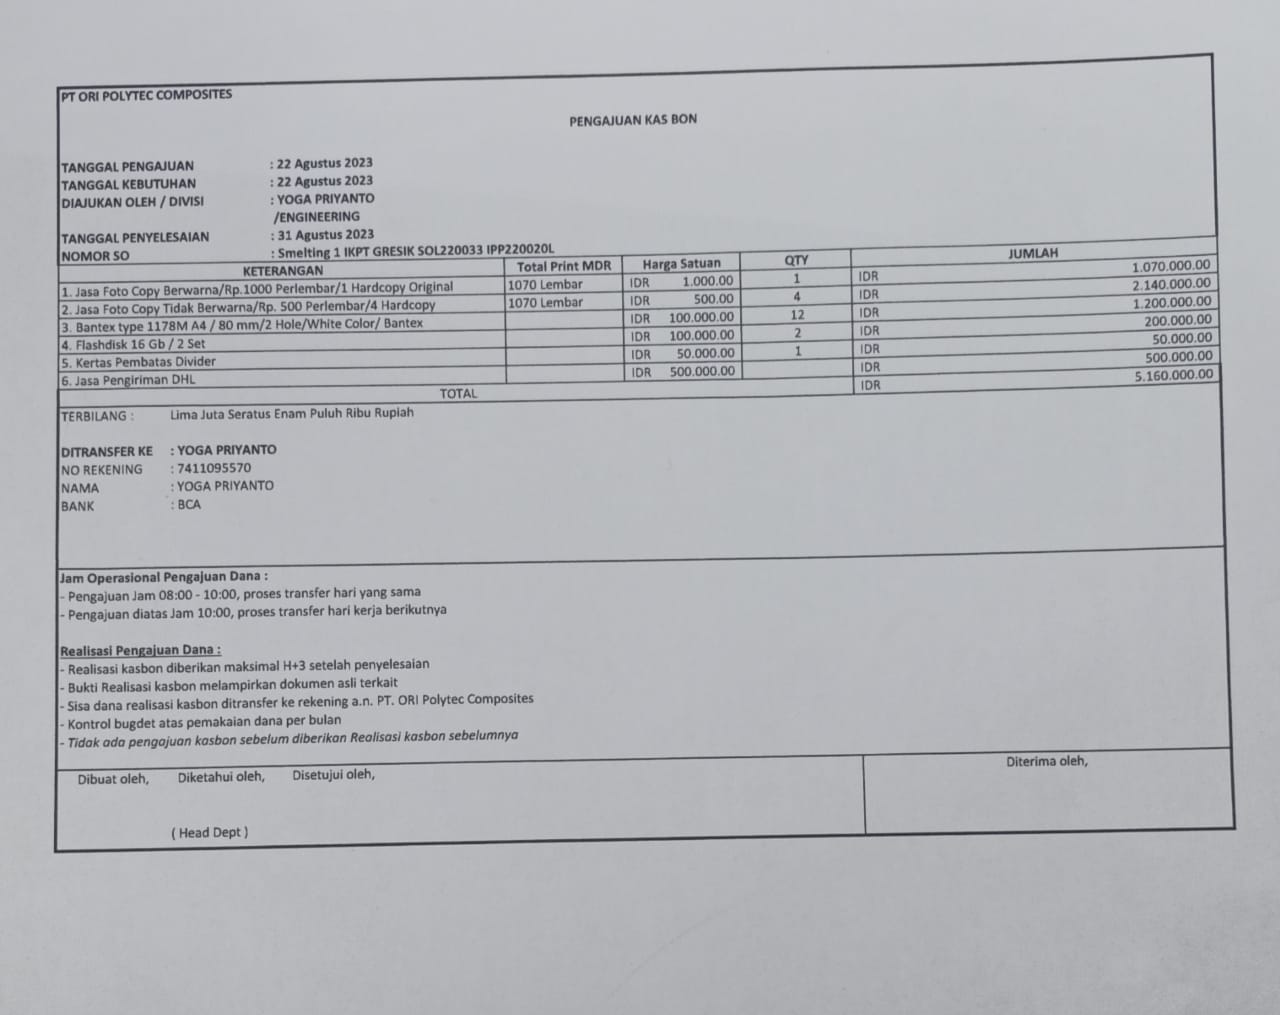 PT ORI POLYTEC COMPOSITES
PENGAJUAN KAS BON
TANGGAL PENGAJUAN : 22 Agustus 2023
TANGGAL KEBUTUHAN : 22 Agustus 2023
DIAJUKAN OLEH / DIVISI : YOGA PRIYANTO
/ENGINEERING
TANGGAL PENYELESAIAN : 31 Agustus 2023
NOMOR SO : Smelting 1 IKPT GRESIK SOL220033 IPP220020L
KETERANGAN Total Print MDR Harga Satuan QTY JUMLAH
1. Jasa Foto Copy Berwarna/Rp.1000 Perlembar/1 Hardcopy Original 1070 Lembar IDR 1.000.00 1 IDR 1.070.000.00
2. Jasa Foto Copy Tidak Berwarna/Rp. 500 Perlembar/4 Hardcopy 1070 Lembar IDR 500.00 4 IDR 2.140.000.00
3. Bantex type 1178M A4 / 80 mm/2 Hole/White Color/ Bantex IDR 100.000.00 12 IDR 1.200.000.00
4. Flashdisk 16 Gb / 2 Set IDR 100.000.00 2 IDR 200.000.00
5. Kertas Pembatas Divider IDR 50.000.00 1 IDR 50.000.00
6. Jasa Pengiriman DHL IDR 500.000.00 IDR 500.000.00
TOTAL IDR 5.160.000.00
TERBILANG : Lima Juta Seratus Enam Puluh Ribu Rupiah
DITRANSFER KE : YOGA PRIYANTO
NO REKENING : 7411095570
NAMA : YOGA PRIYANTO
BANK : BCA
Jam Operasional Pengajuan Dana :
- Pengajuan Jam 08:00 - 10:00, proses transfer hari yang sama
- Pengajuan diatas Jam 10:00, proses transfer hari kerja berikutnya
Realisasi Pengajuan Dana :
- Realisasi kasbon diberikan maksimal H+3 setelah penyelesaian
- Bukti Realisasi kasbon melampirkan dokumen asli terkait
- Sisa dana realisasi kasbon ditransfer ke rekening a.n. PT. ORI Polytec Composites
- Kontrol bugdet atas pemakaian dana per bulan
- Tidak ada pengajuan kasbon sebelum diberikan Realisasi kasbon sebelumnya
Dibuat oleh, Diketahui oleh, Disetujui oleh, Diterima oleh,
( Head Dept )